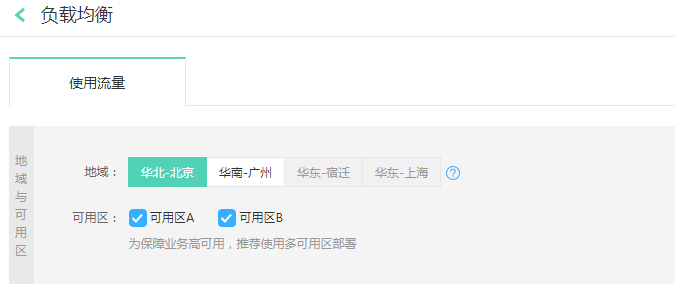 负载均衡
使用流量
地域与可用区
地域： 华北-北京 华南-广州 华东-宿迁 华东-上海 ?
可用区： 可用区A 可用区B
为保障业务高可用，推荐使用多可用区部署